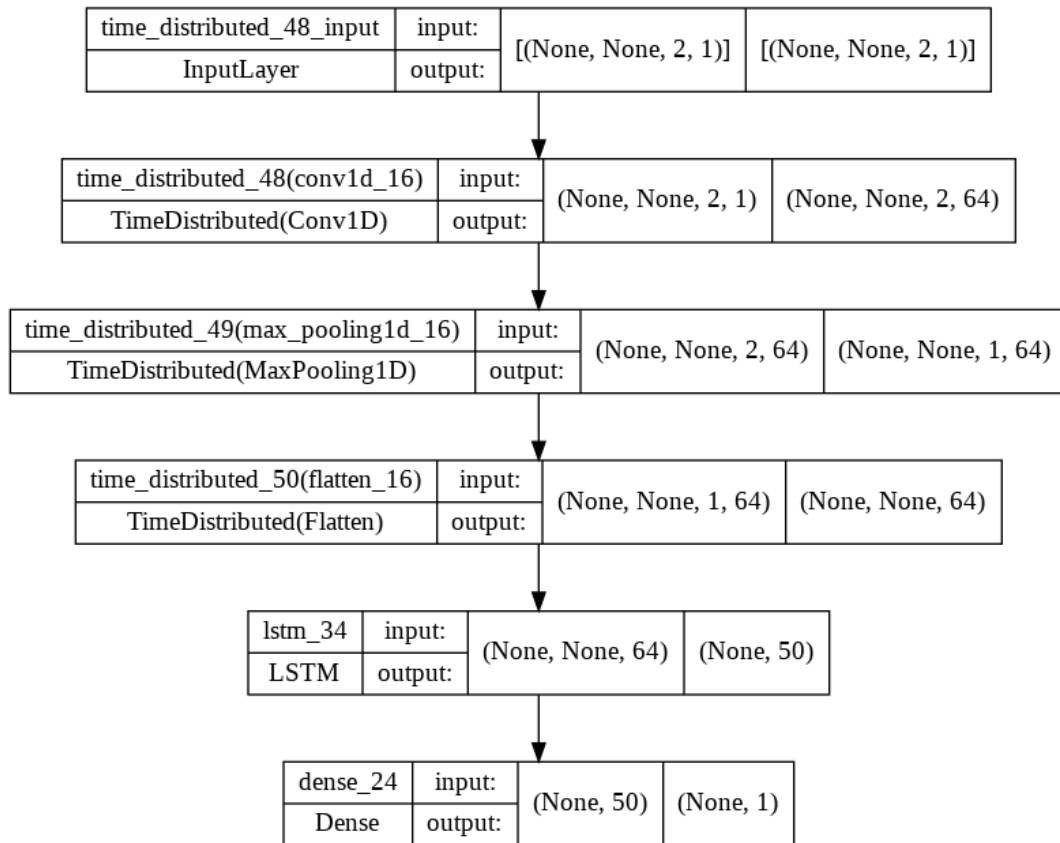 time_distributed_48_input input: [(None, None, 2, 1)] [(None, None, 2, 1)]
InputLayer output:
time_distributed_48(conv1d_16) input: (None, None, 2, 1) (None, None, 2, 64)
TimeDistributed(Conv1D) output:
time_distributed_49(max_pooling1d_16) input: (None, None, 2, 64) (None, None, 1, 64)
TimeDistributed(MaxPooling1D) output:
time_distributed_50(flatten_16) input: (None, None, 1, 64) (None, None, 64)
TimeDistributed(Flatten) output:
lstm_34 input: (None, None, 64) (None, 50)
LSTM output:
dense_24 input: (None, 50) (None, 1)
Dense output: